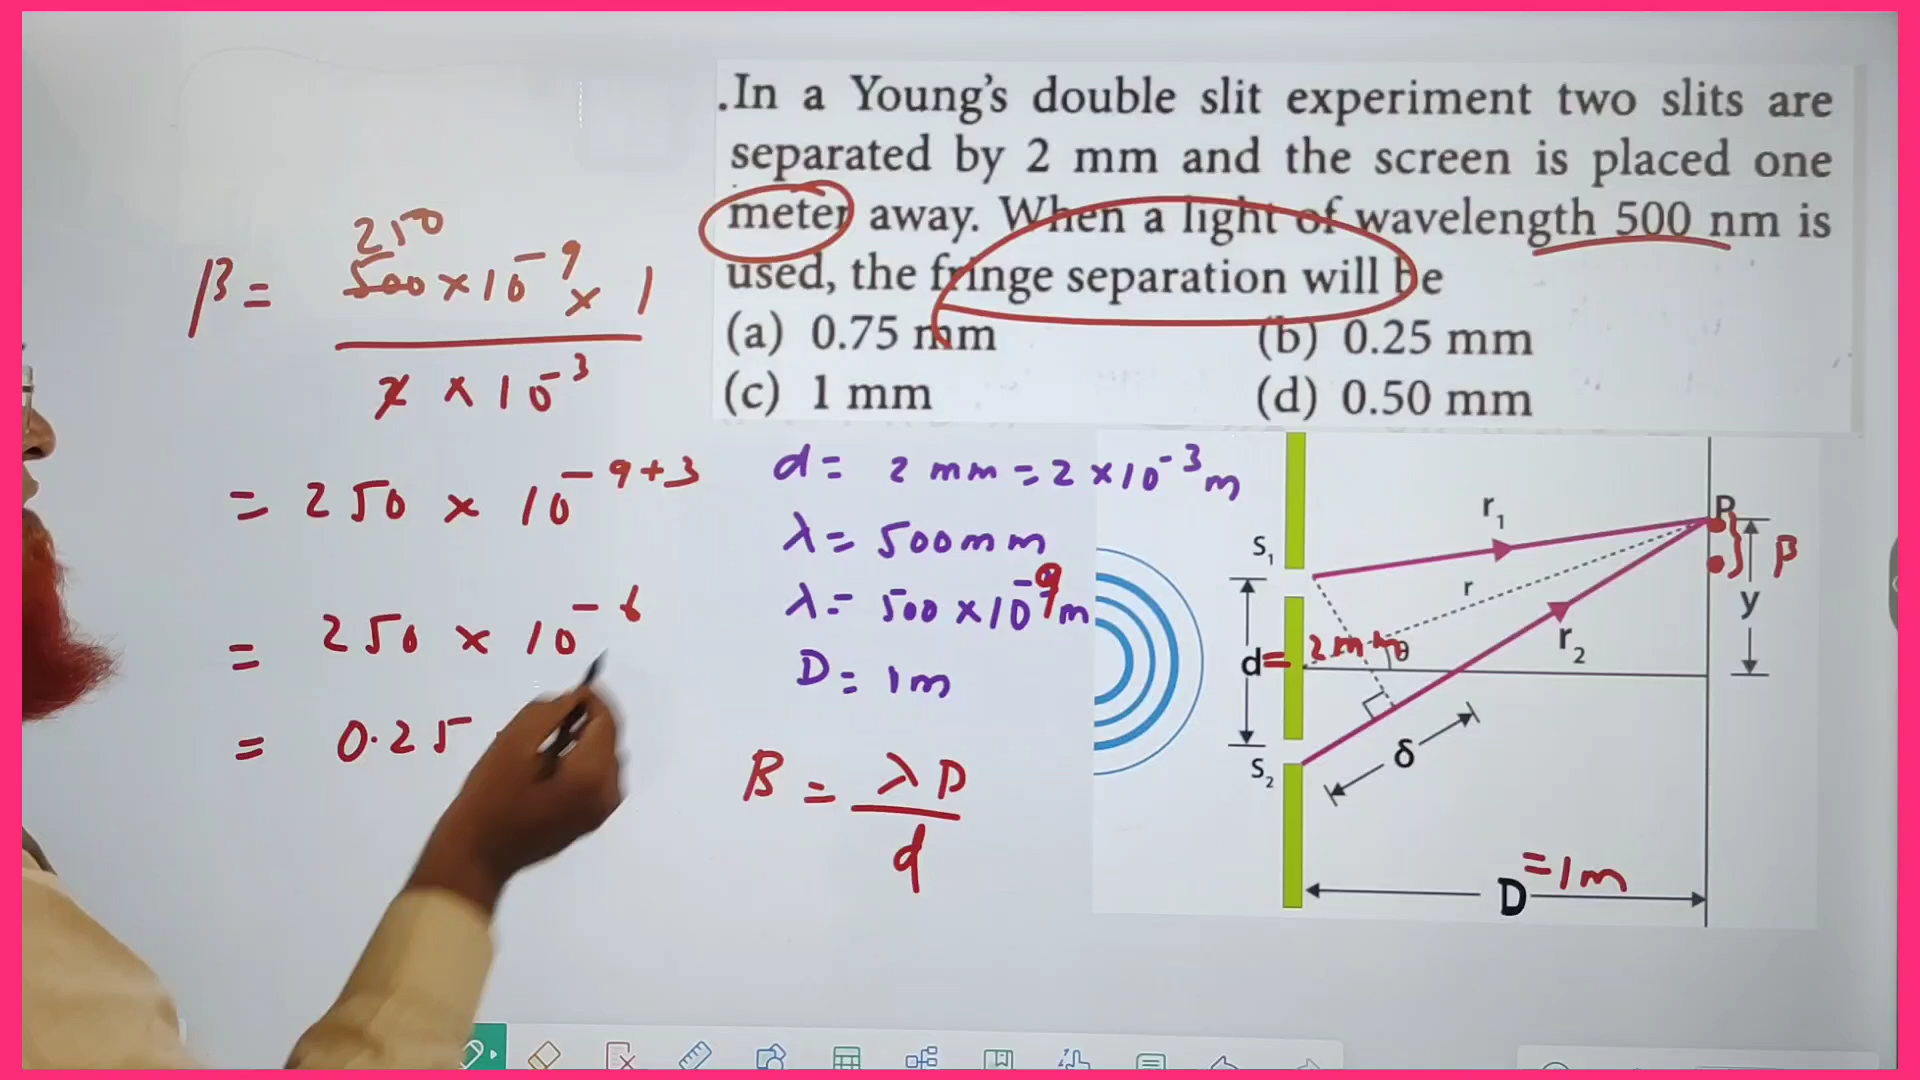 .In a Young's double slit experiment two slits are
separated by 2 mm and the screen is placed one
meter away. When a light of wavelength 500 nm is
used, the fringe separation will be
(a) 0.75 mm (b) 0.25 mm
(c) 1 mm (d) 0.50 mm
250
β = 500 × 10⁻⁹ × 1
2 × 10⁻³
= 250 × 10⁻⁹⁺³
= 250 × 10⁻⁶
= 0.25
d = 2 mm = 2 × 10⁻³ m
λ = 500 nm
λ = 500 × 10⁻⁹ m
D = 1m
β = λD
d
S₁
r₁
P
β
r
y
d = 2mm
θ
r₂
S₂
δ
D = 1m